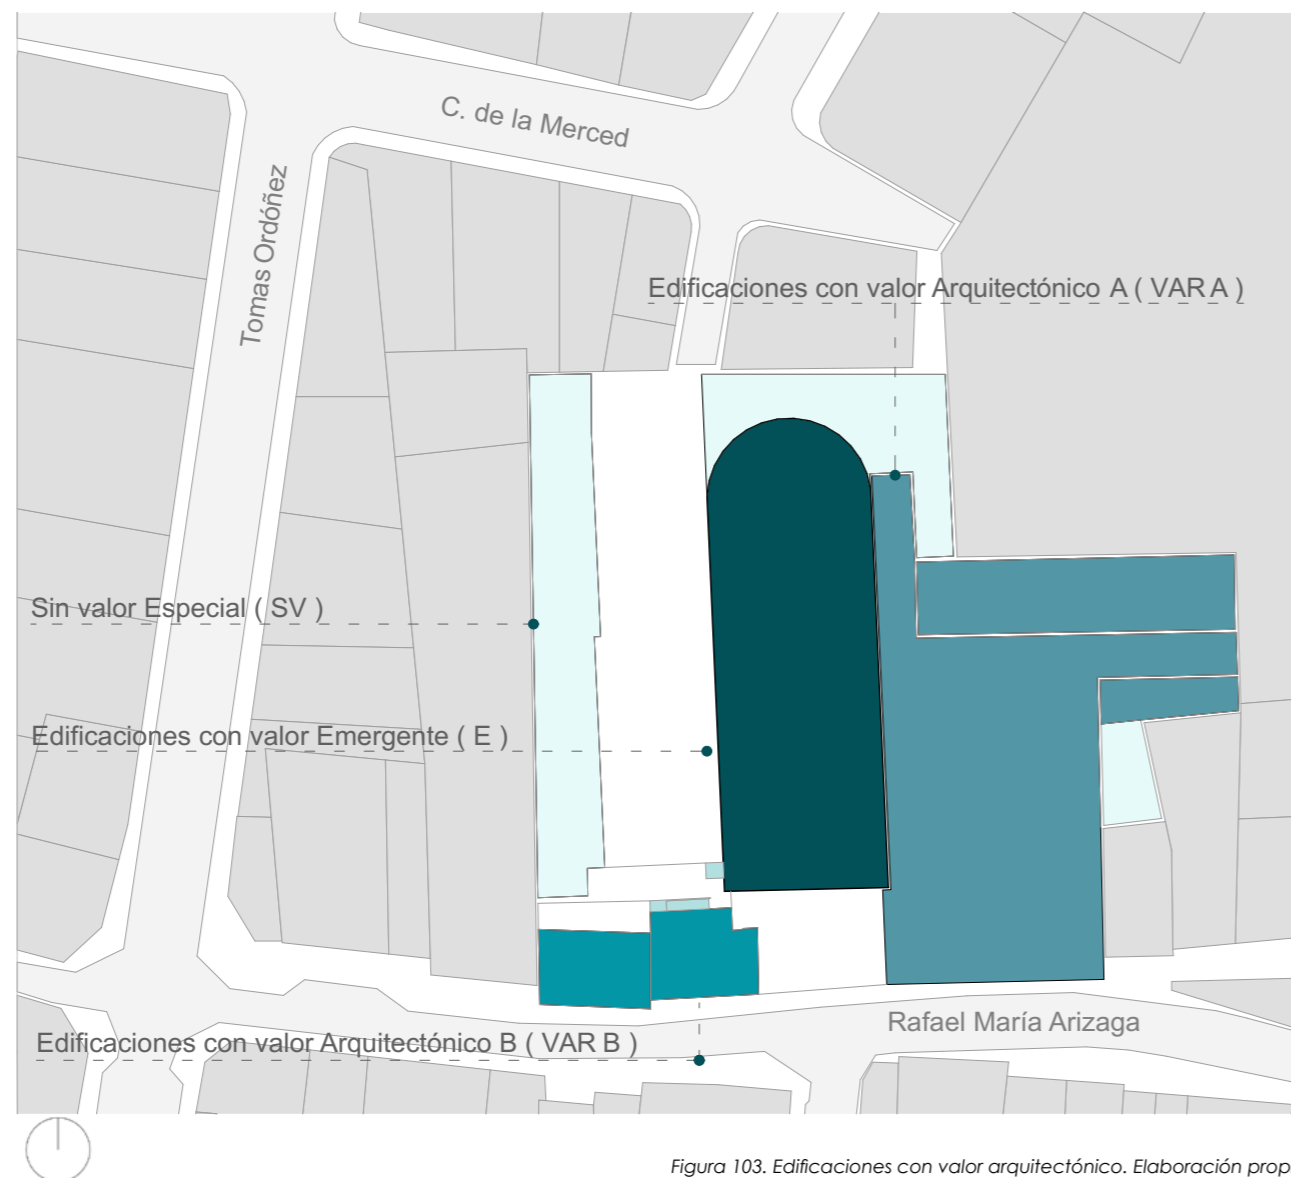 C. de la Merced
Tomas Ordóñez
Edificaciones con valor Arquitectónico A ( VAR A )
Sin valor Especial ( SV )
Edificaciones con valor Emergente ( E )
Rafael María Arizaga
Edificaciones con valor Arquitectónico B ( VAR B )
Figura 103. Edificaciones con valor arquitectónico. Elaboración prop